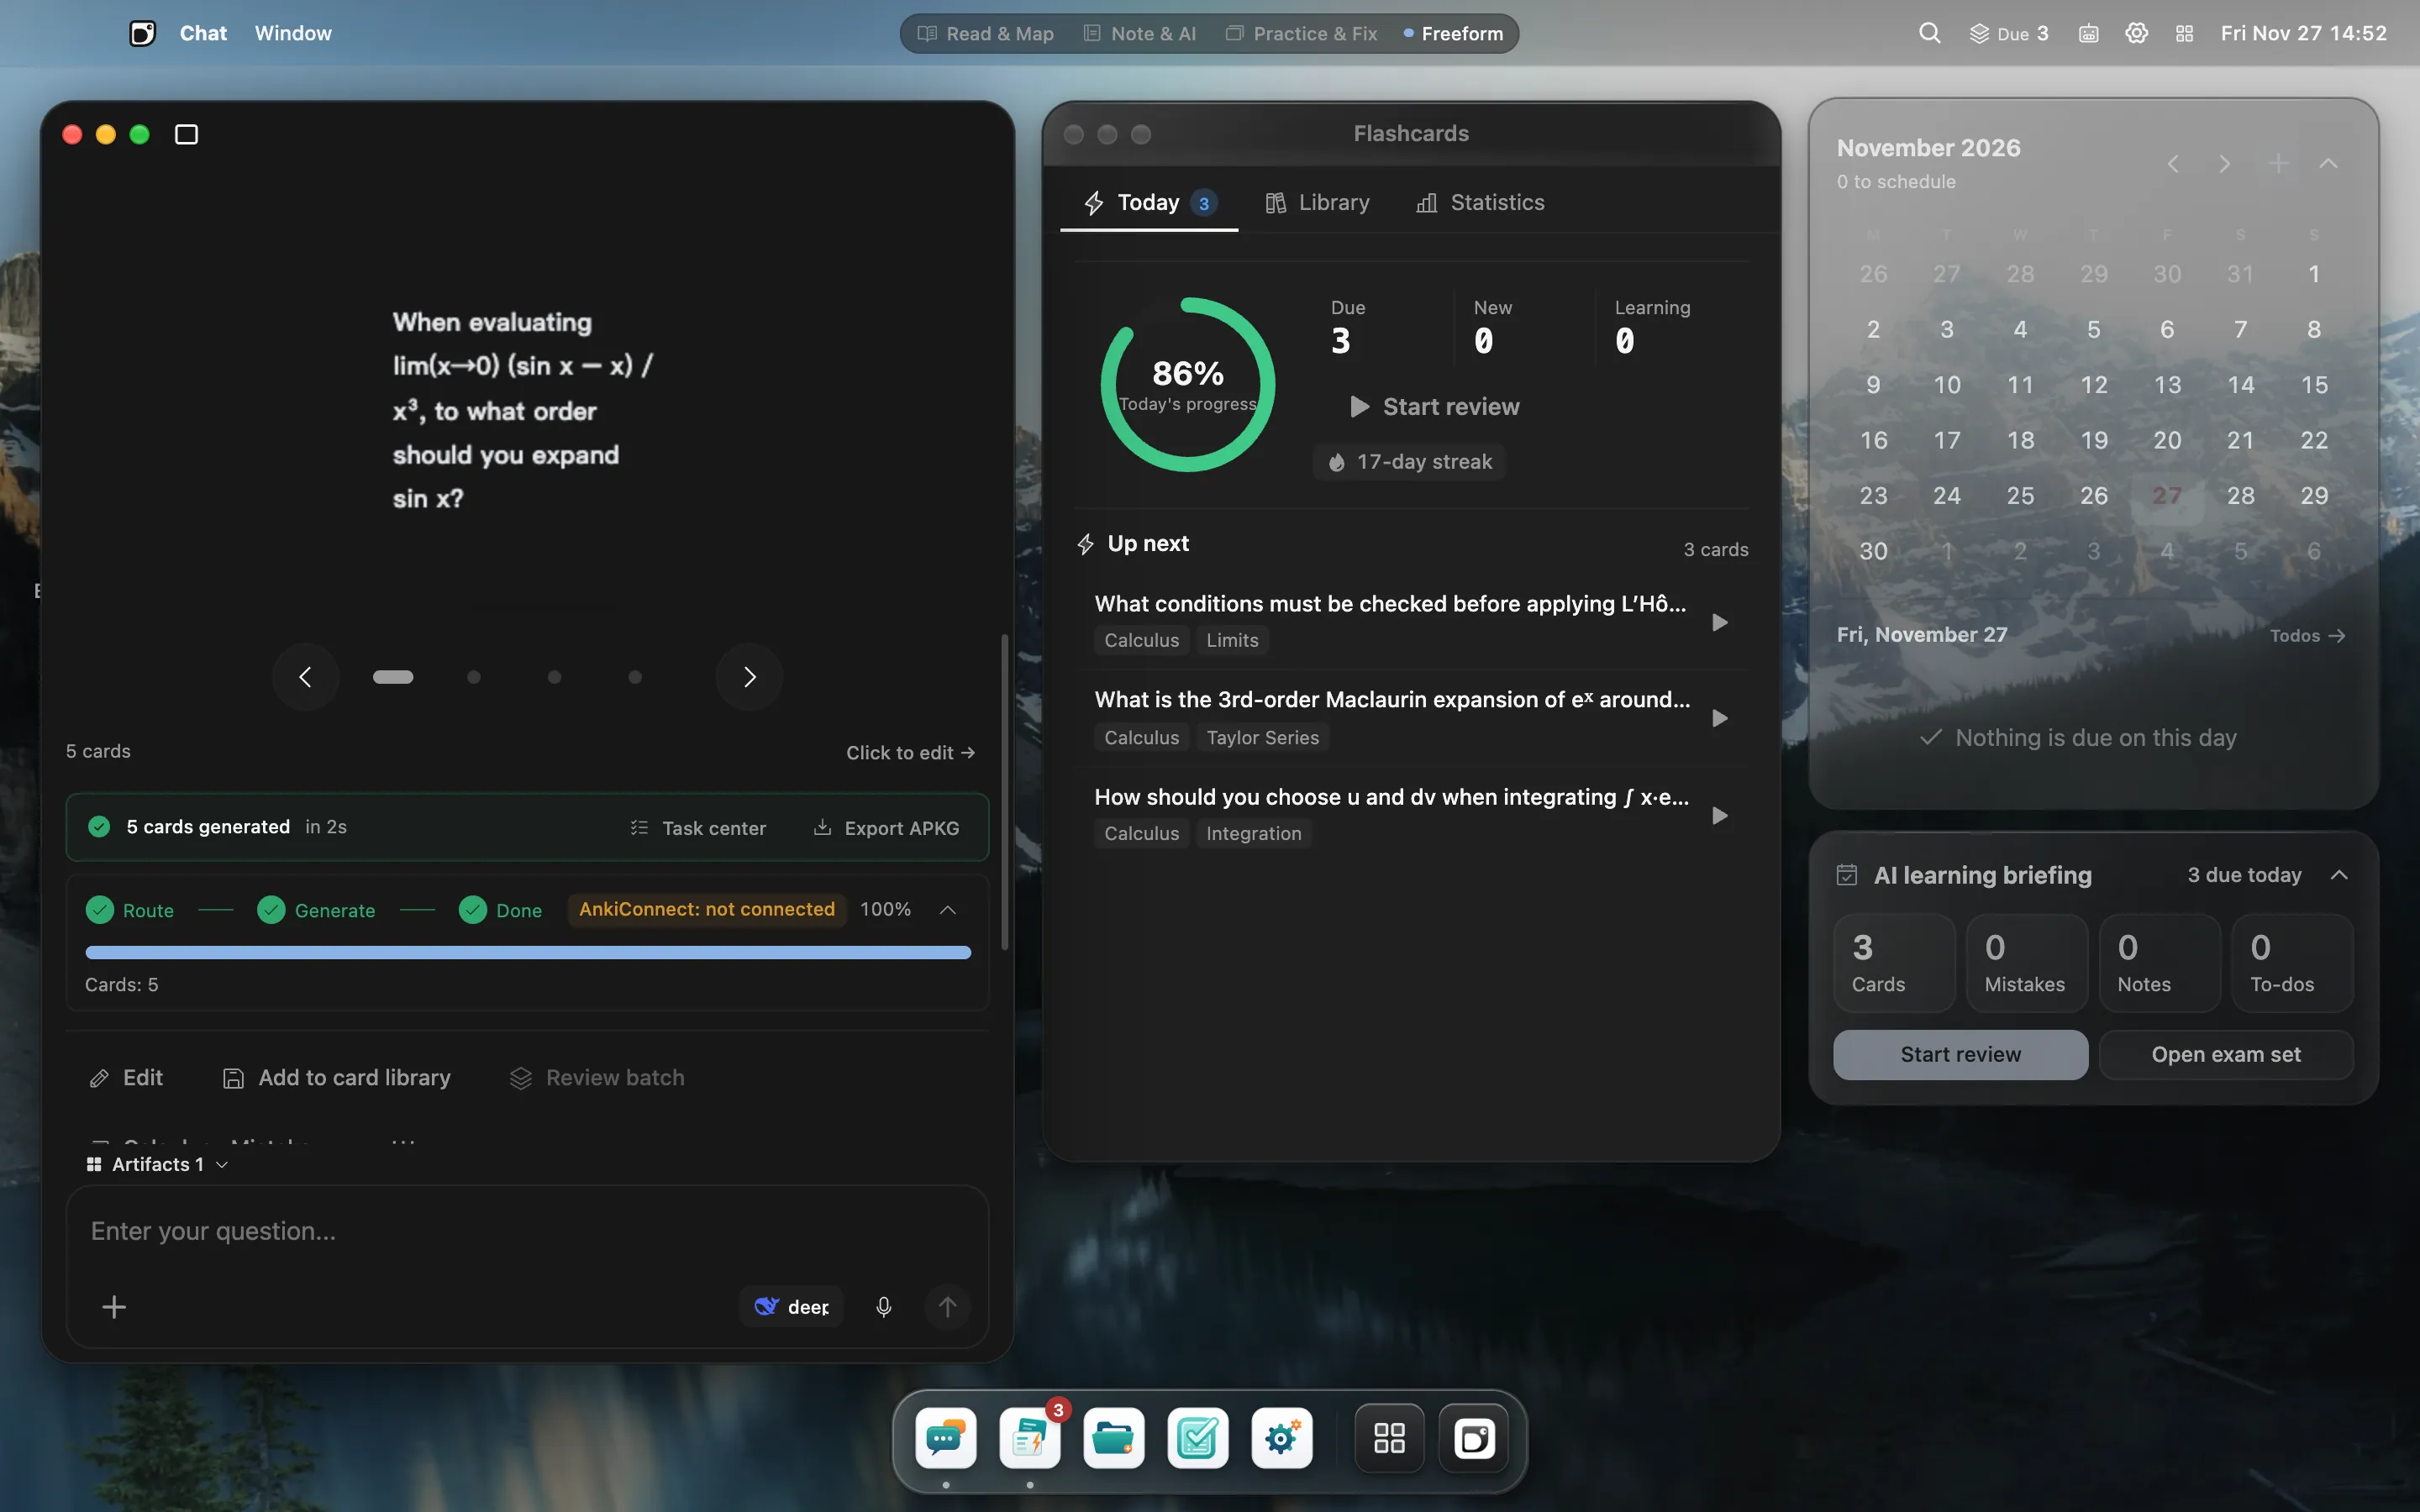 Chat Window
Read & Map Note & AI Practice & Fix Freeform
Due 3
Fri Nov 27 14:52
When evaluating
lim(x→0) (sin x − x) /
x³, to what order
should you expand
sin x?
5 cards
Click to edit →
5 cards generated in 2s
Task center
Export APKG
Route
Generate
Done
AnkiConnect: not connected
100%
Cards: 5
Edit
Add to card library
Review batch
Artifacts 1
Enter your question...
Flashcards
Today 3
Library
Statistics
86%
Today's progress
Due
3
New
0
Learning
0
Start review
17-day streak
Up next
3 cards
What conditions must be checked before applying L'Hô...
Calculus Limits
What is the 3rd-order Maclaurin expansion of eˣ around...
Calculus Taylor Series
How should you choose u and dv when integrating ∫ x·e...
Calculus Integration
November 2026
0 to schedule
M T W T F S S
26 27 28 29 30 31 1
2 3 4 5 6 7 8
9 10 11 12 13 14 15
16 17 18 19 20 21 22
23 24 25 26 27 28 29
30 1 2 3 4 5 6
Fri, November 27
Todos →
Nothing is due on this day
AI learning briefing
3 due today
3
Cards
0
Mistakes
0
Notes
0
To-dos
Start review
Open exam set
3